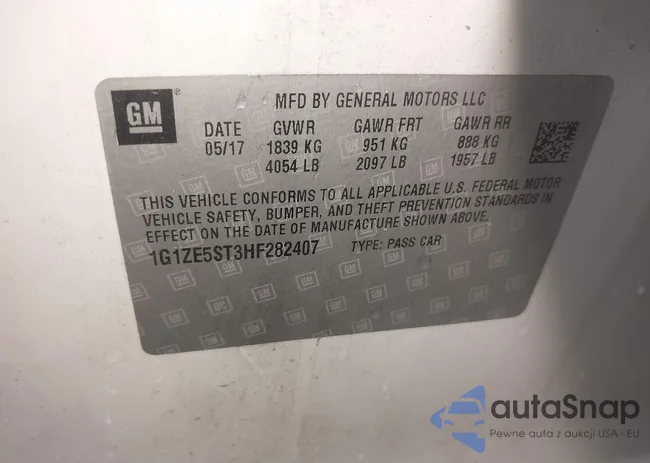 GM
MFD BY GENERAL MOTORS LLC
DATE GVWR GAWR FRT GAWR RR
05/17 1839 KG 951 KG 888 KG
4054 LB 2097 LB 1957 LB
THIS VEHICLE CONFORMS TO ALL APPLICABLE U.S. FEDERAL MOTOR
VEHICLE SAFETY, BUMPER, AND THEFT PREVENTION STANDARDS IN
EFFECT ON THE DATE OF MANUFACTURE SHOWN ABOVE.
1G1ZE5ST3HF282407 TYPE: PASS CAR
autaSnap
Pewne auta z aukcji USA i EU